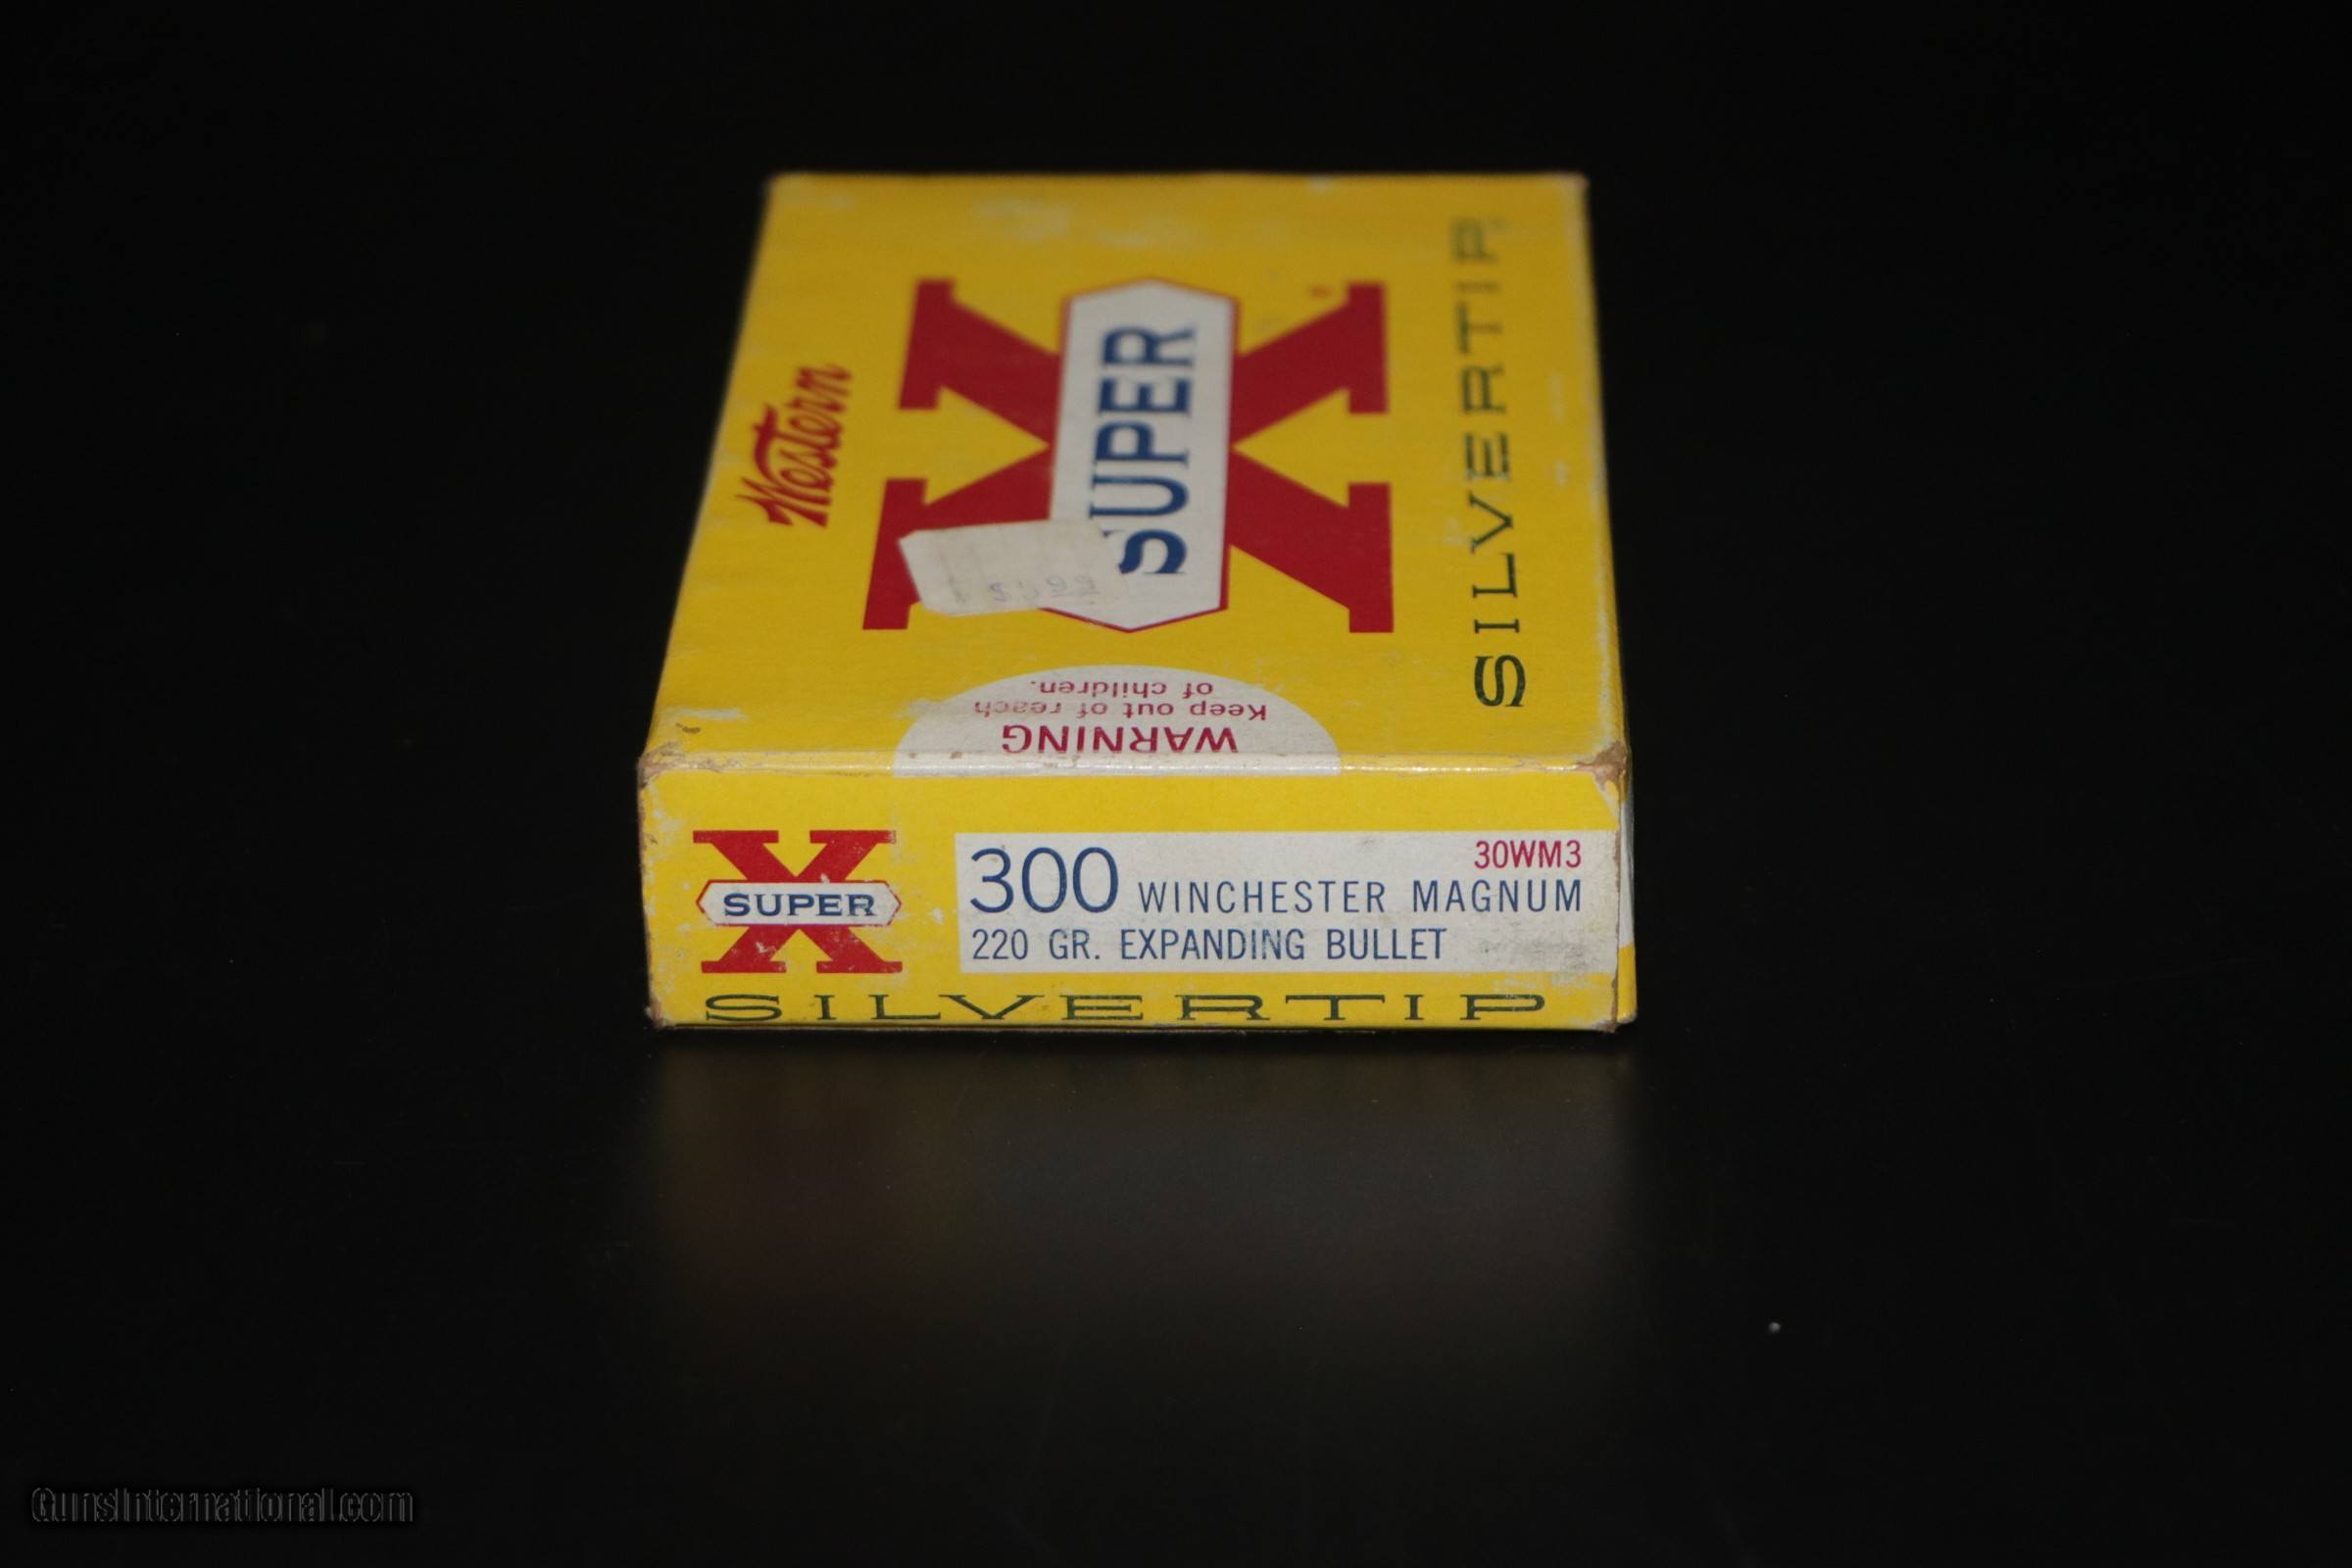 Western
SUPER
X
SILVERTIP
WARNING
Keep out of reach
of children.
SUPER
X
30WM3
300 WINCHESTER MAGNUM
220 GR. EXPANDING BULLET
SILVERTIP
GunsInternational.com